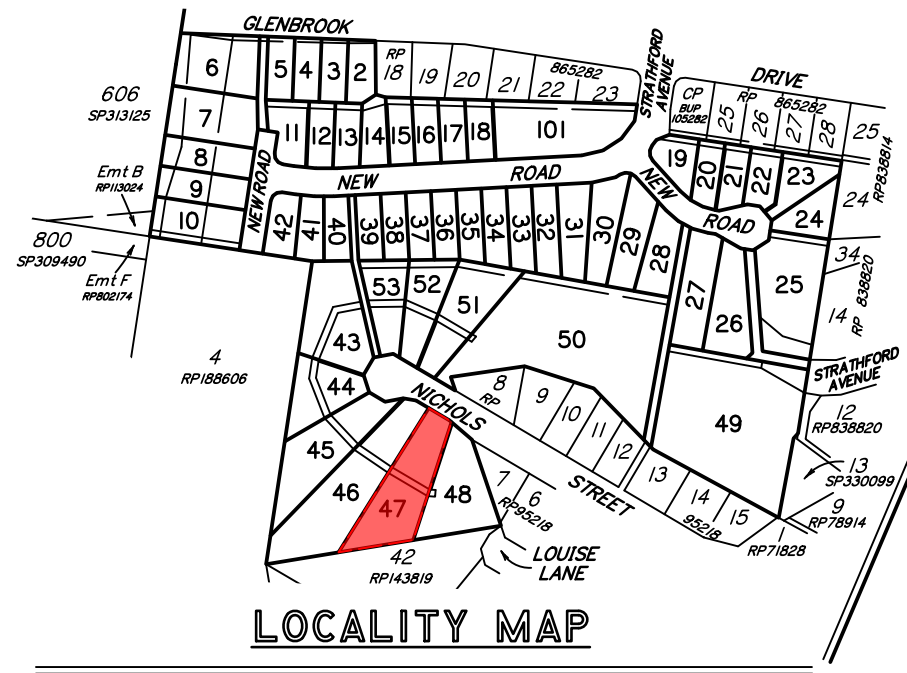 GLENBROOK
DRIVE
STRATHFORD
AVENUE
6
5
4
3
2
RP
18
19
20
21
22
23
865282
CP
BUP
105282
25
RP
26
865282
27
28
25
RP838814
24
606
SP313125
7
8
9
10
11
12
13
14
15
16
17
18
101
19
20
21
22
23
24
Emt B
RP113024
NEW ROAD
NEW
ROAD
NEW
ROAD
800
SP309490
Emt F
RP802174
42
41
40
39
38
37
36
35
34
33
32
31
30
29
28
27
26
25
34
14
RP 838820
53
52
51
50
43
44
45
46
47
48
49
4
RP188606
NICHOLS
STREET
8
RP
9
10
11
12
13
14
15
95218
STRATHFORD
AVENUE
12
RP838820
13
SP330099
9
RP78914
1
RP71828
7
6
RP95218
LOUISE
LANE
42
RP143819
LOCALITY MAP